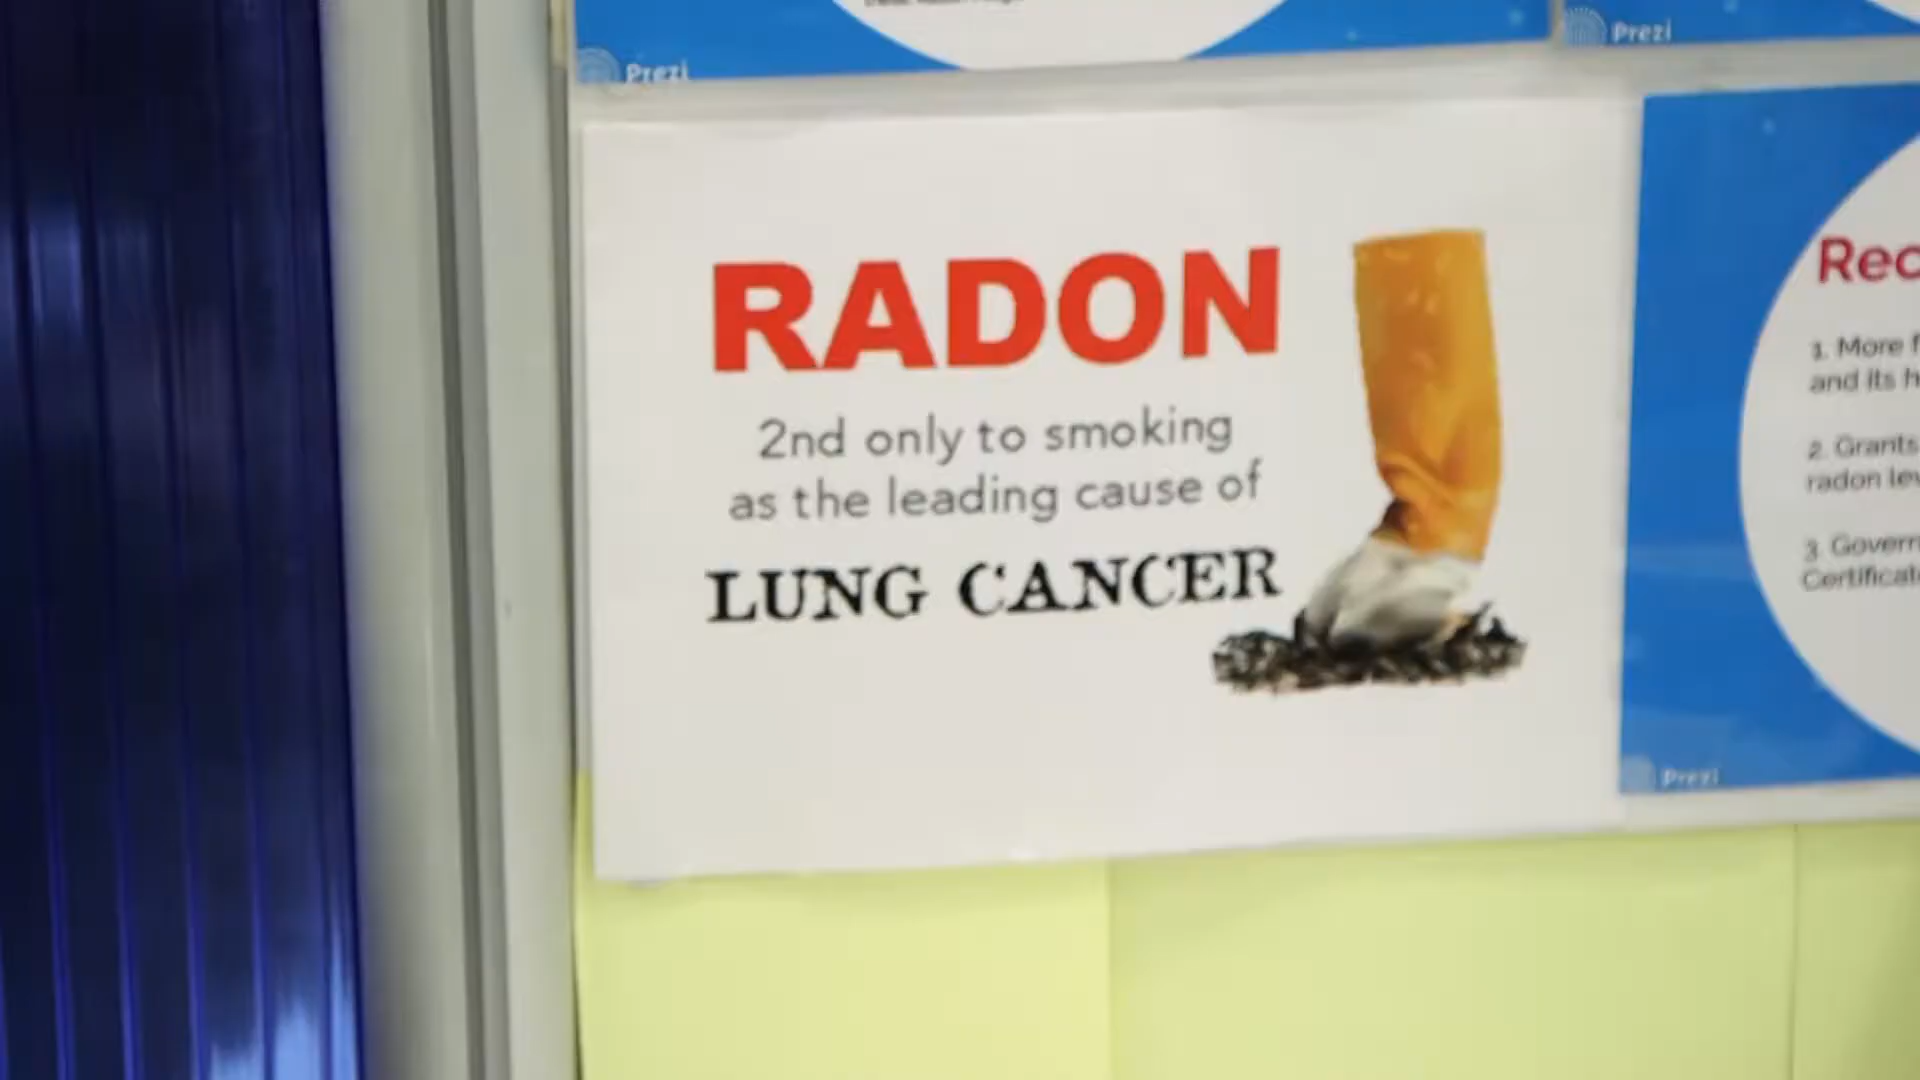 Prezi
Prezi
RADON
2nd only to smoking
as the leading cause of
LUNG CANCER
Rec
1. More f
and its h
2. Grants
radon lev
3. Govern
Certificat
Prezi